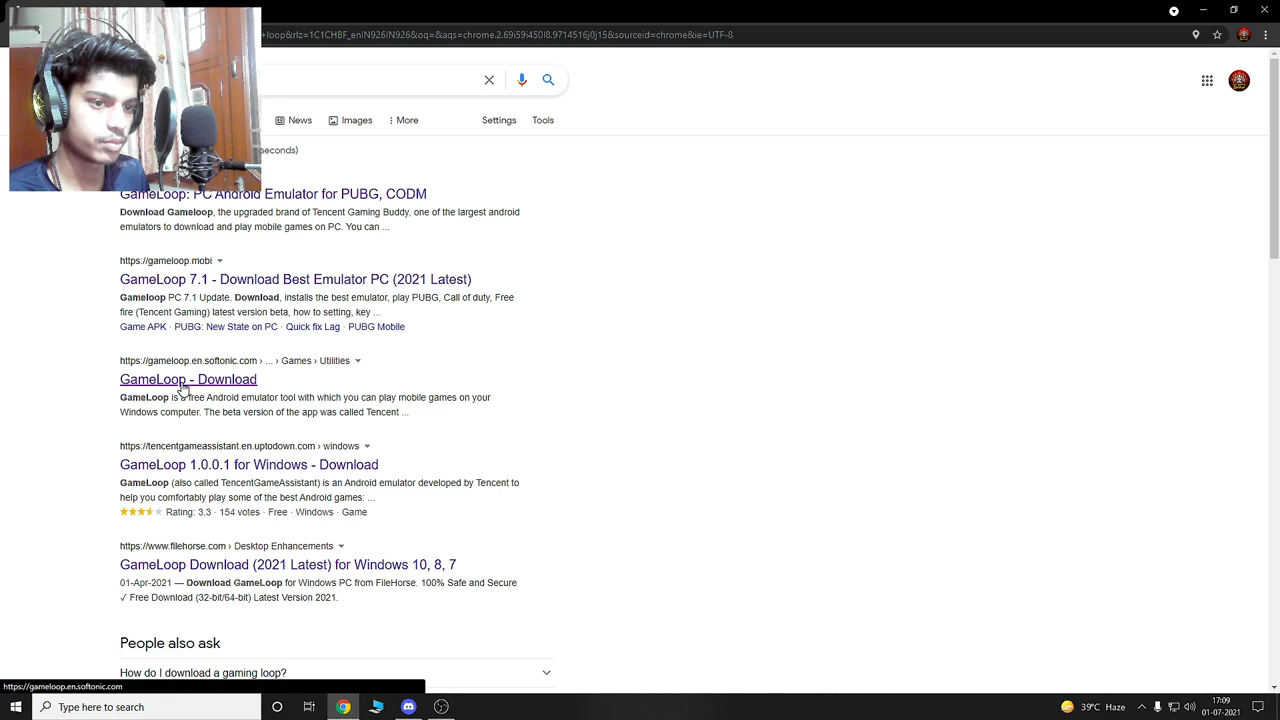 loop&rlz=1C1CHBF_enIN926IN926&oq=&aqs=chrome.2.69i59i450l8.9714516j0j15&sourceid=chrome&ie=UTF-8
News
Images
More
Settings
Tools
seconds)
GameLoop: PC Android Emulator for PUBG, CODM
Download Gameloop, the upgraded brand of Tencent Gaming Buddy, one of the largest android
emulators to download and play mobile games on PC. You can ...
https://gameloop.mobi
GameLoop 7.1 - Download Best Emulator PC (2021 Latest)
Gameloop PC 7.1 Update. Download, installs the best emulator, play PUBG, Call of duty, Free
fire (Tencent Gaming) latest version beta, how to setting, key ...
Game APK · PUBG: New State on PC · Quick fix Lag · PUBG Mobile
https://gameloop.en.softonic.com › ... › Games › Utilities
GameLoop - Download
GameLoop is a free Android emulator tool with which you can play mobile games on your
Windows computer. The beta version of the app was called Tencent ...
https://tencentgameassistant.en.uptodown.com › windows
GameLoop 1.0.0.1 for Windows - Download
GameLoop (also called TencentGameAssistant) is an Android emulator developed by Tencent to
help you comfortably play some of the best Android games: ...
Rating: 3.3 · 154 votes · Free · Windows · Game
https://www.filehorse.com › Desktop Enhancements
GameLoop Download (2021 Latest) for Windows 10, 8, 7
01-Apr-2021 — Download GameLoop for Windows PC from FileHorse. 100% Safe and Secure
✓ Free Download (32-bit/64-bit) Latest Version 2021.
People also ask
How do I download a gaming loop?
https://gameloop.en.softonic.com
Type here to search
39°C Haze
17:09
01-07-2021